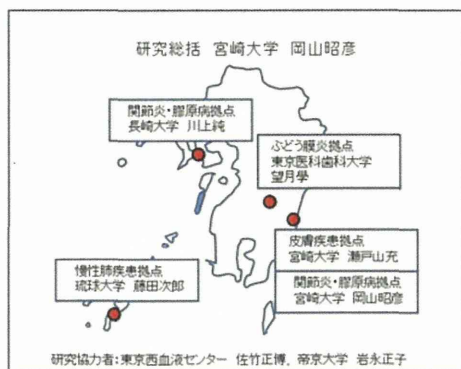 研究総括 宮崎大学 岡山昭彦
関節炎・膠原病拠点
長崎大学 川上純
ぶどう膜炎拠点
東京医科歯科大学
望月學
皮膚疾患拠点
宮崎大学 瀬戸山充
慢性肺疾患拠点
琉球大学 藤田次郎
関節炎・膠原病拠点
宮崎大学 岡山昭彦
研究協力者：東京西血液センター 佐竹正博、帝京大学 岩永正子